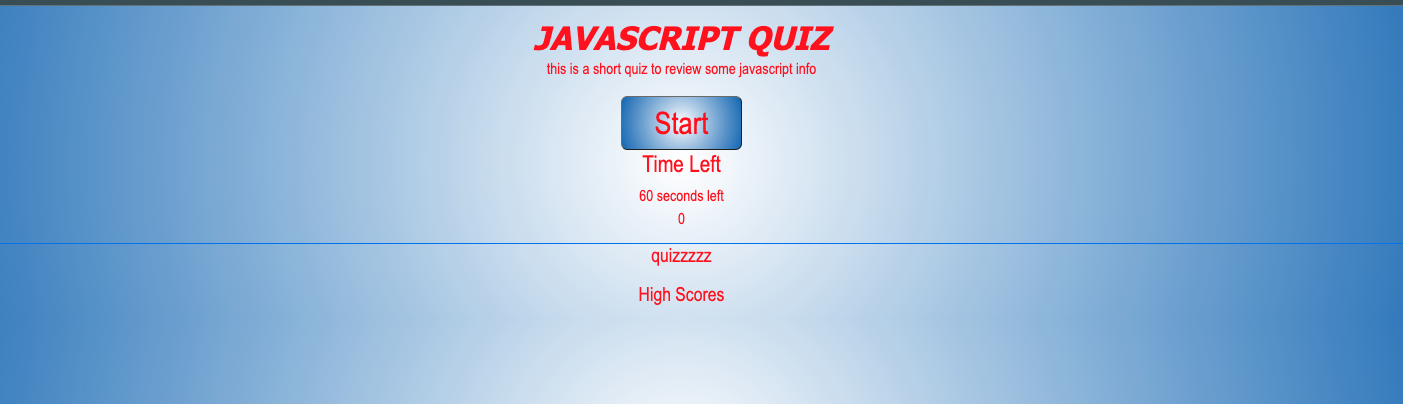 JAVASCRIPT QUIZ
this is a short quiz to review some javascript info
Start
Time Left
60 seconds left
0
quizzzzz
High Scores